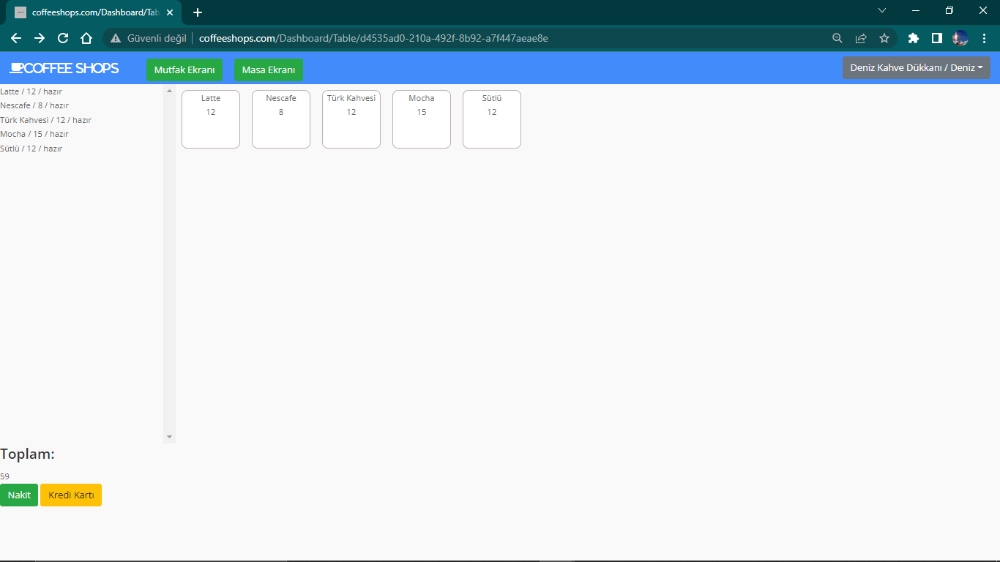 coffeeshops.com/Dashboard/Tab
Güvenli değil
coffeeshops.com/Dashboard/Table/d4535ad0-210a-492f-8b92-a7f447aeae8e
COFFEE SHOPS
Mutfak Ekranı
Masa Ekranı
Deniz Kahve Dükkanı / Deniz
Latte / 12 / hazır
Nescafe / 8 / hazır
Türk Kahvesi / 12 / hazır
Mocha / 15 / hazır
Sütlü / 12 / hazır
Latte
12
Nescafe
8
Türk Kahvesi
12
Mocha
15
Sütlü
12
Toplam:
59
Nakit
Kredi Kartı